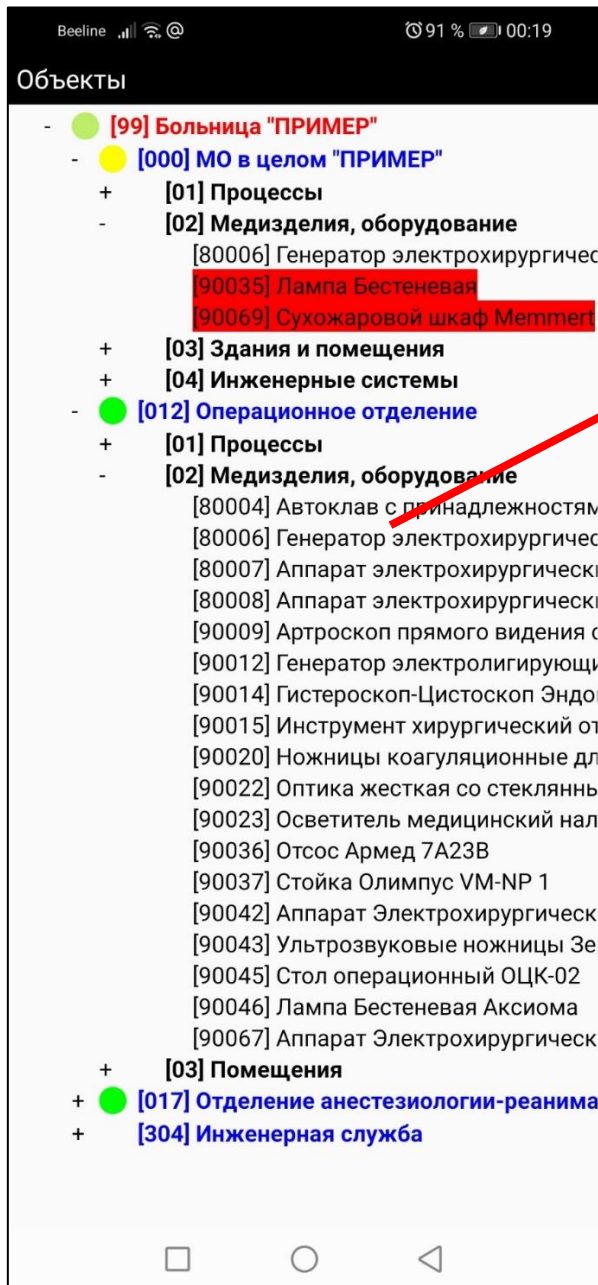 Beeline @ 91 % 00:19
Объекты
- [99] Больница "ПРИМЕР"
- [000] МО в целом "ПРИМЕР"
+ [01] Процессы
- [02] Медизделия, оборудование
[80006] Генератор электрохирургичес
[90035] Лампа Бестеневая
[90069] Сухожаровой шкаф Memmert
+ [03] Здания и помещения
+ [04] Инженерные системы
- [012] Операционное отделение
+ [01] Процессы
- [02] Медизделия, оборудование
[80004] Автоклав с принадлежностям
[80006] Генератор электрохирургичес
[80007] Аппарат электрохирургически
[80008] Аппарат электрохирургически
[90009] Артроскоп прямого видения с
[90012] Генератор электролигирующи
[90014] Гистероскоп-Цистоскоп Эндо
[90015] Инструмент хирургический от
[90020] Ножницы коагуляционные дл
[90022] Оптика жесткая со стеклянны
[90023] Осветитель медицинский нал
[90036] Отсос Армед 7А23В
[90037] Стойка Олимпус VM-NP 1
[90042] Аппарат Электрохирургическ
[90043] Ультрозвуковые ножницы Зе
[90045] Стол операционный ОЦК-02
[90046] Лампа Бестеневая Аксиома
[90067] Аппарат Электрохирургическ
+ [03] Помещения
+ [017] Отделение анестезиологии-реанима
+ [304] Инженерная служба